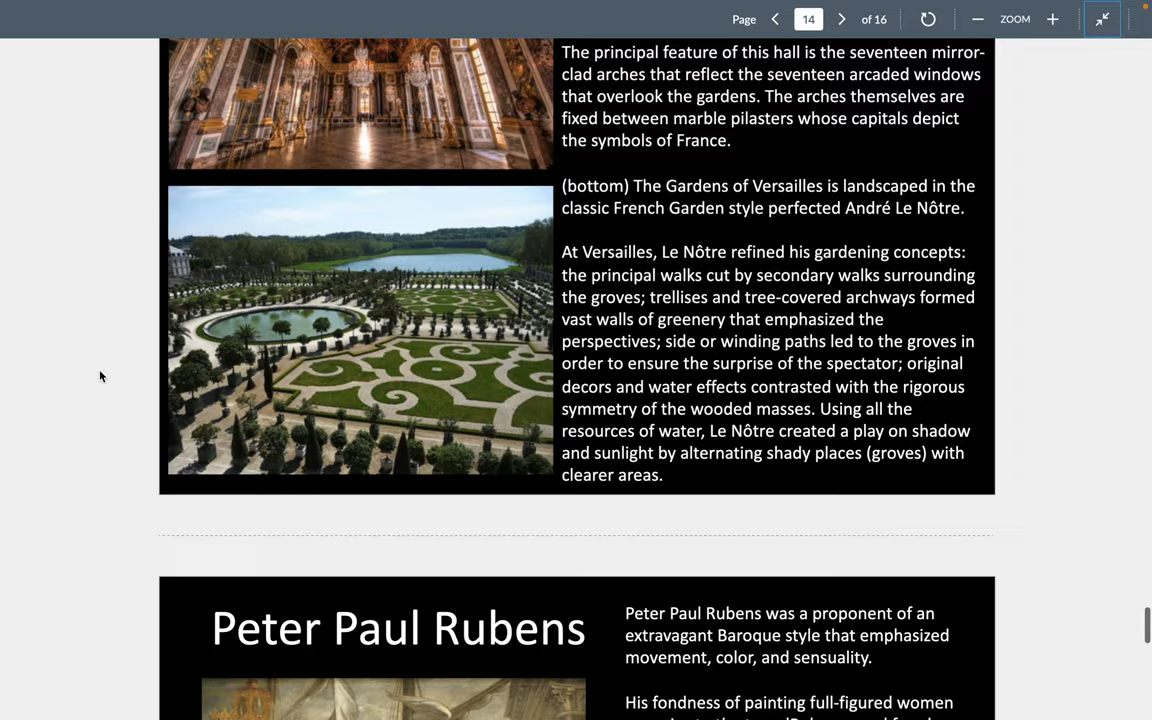 Page 14 of 16 ZOOM
The principal feature of this hall is the seventeen mirror-
clad arches that reflect the seventeen arcaded windows
that overlook the gardens. The arches themselves are
fixed between marble pilasters whose capitals depict
the symbols of France.
(bottom) The Gardens of Versailles is landscaped in the
classic French Garden style perfected André Le Nôtre.
At Versailles, Le Nôtre refined his gardening concepts:
the principal walks cut by secondary walks surrounding
the groves; trellises and tree-covered archways formed
vast walls of greenery that emphasized the
perspectives; side or winding paths led to the groves in
order to ensure the surprise of the spectator; original
decors and water effects contrasted with the rigorous
symmetry of the wooded masses. Using all the
resources of water, Le Nôtre created a play on shadow
and sunlight by alternating shady places (groves) with
clearer areas.
Peter Paul Rubens
Peter Paul Rubens was a proponent of an
extravagant Baroque style that emphasized
movement, color, and sensuality.
His fondness of painting full-figured women